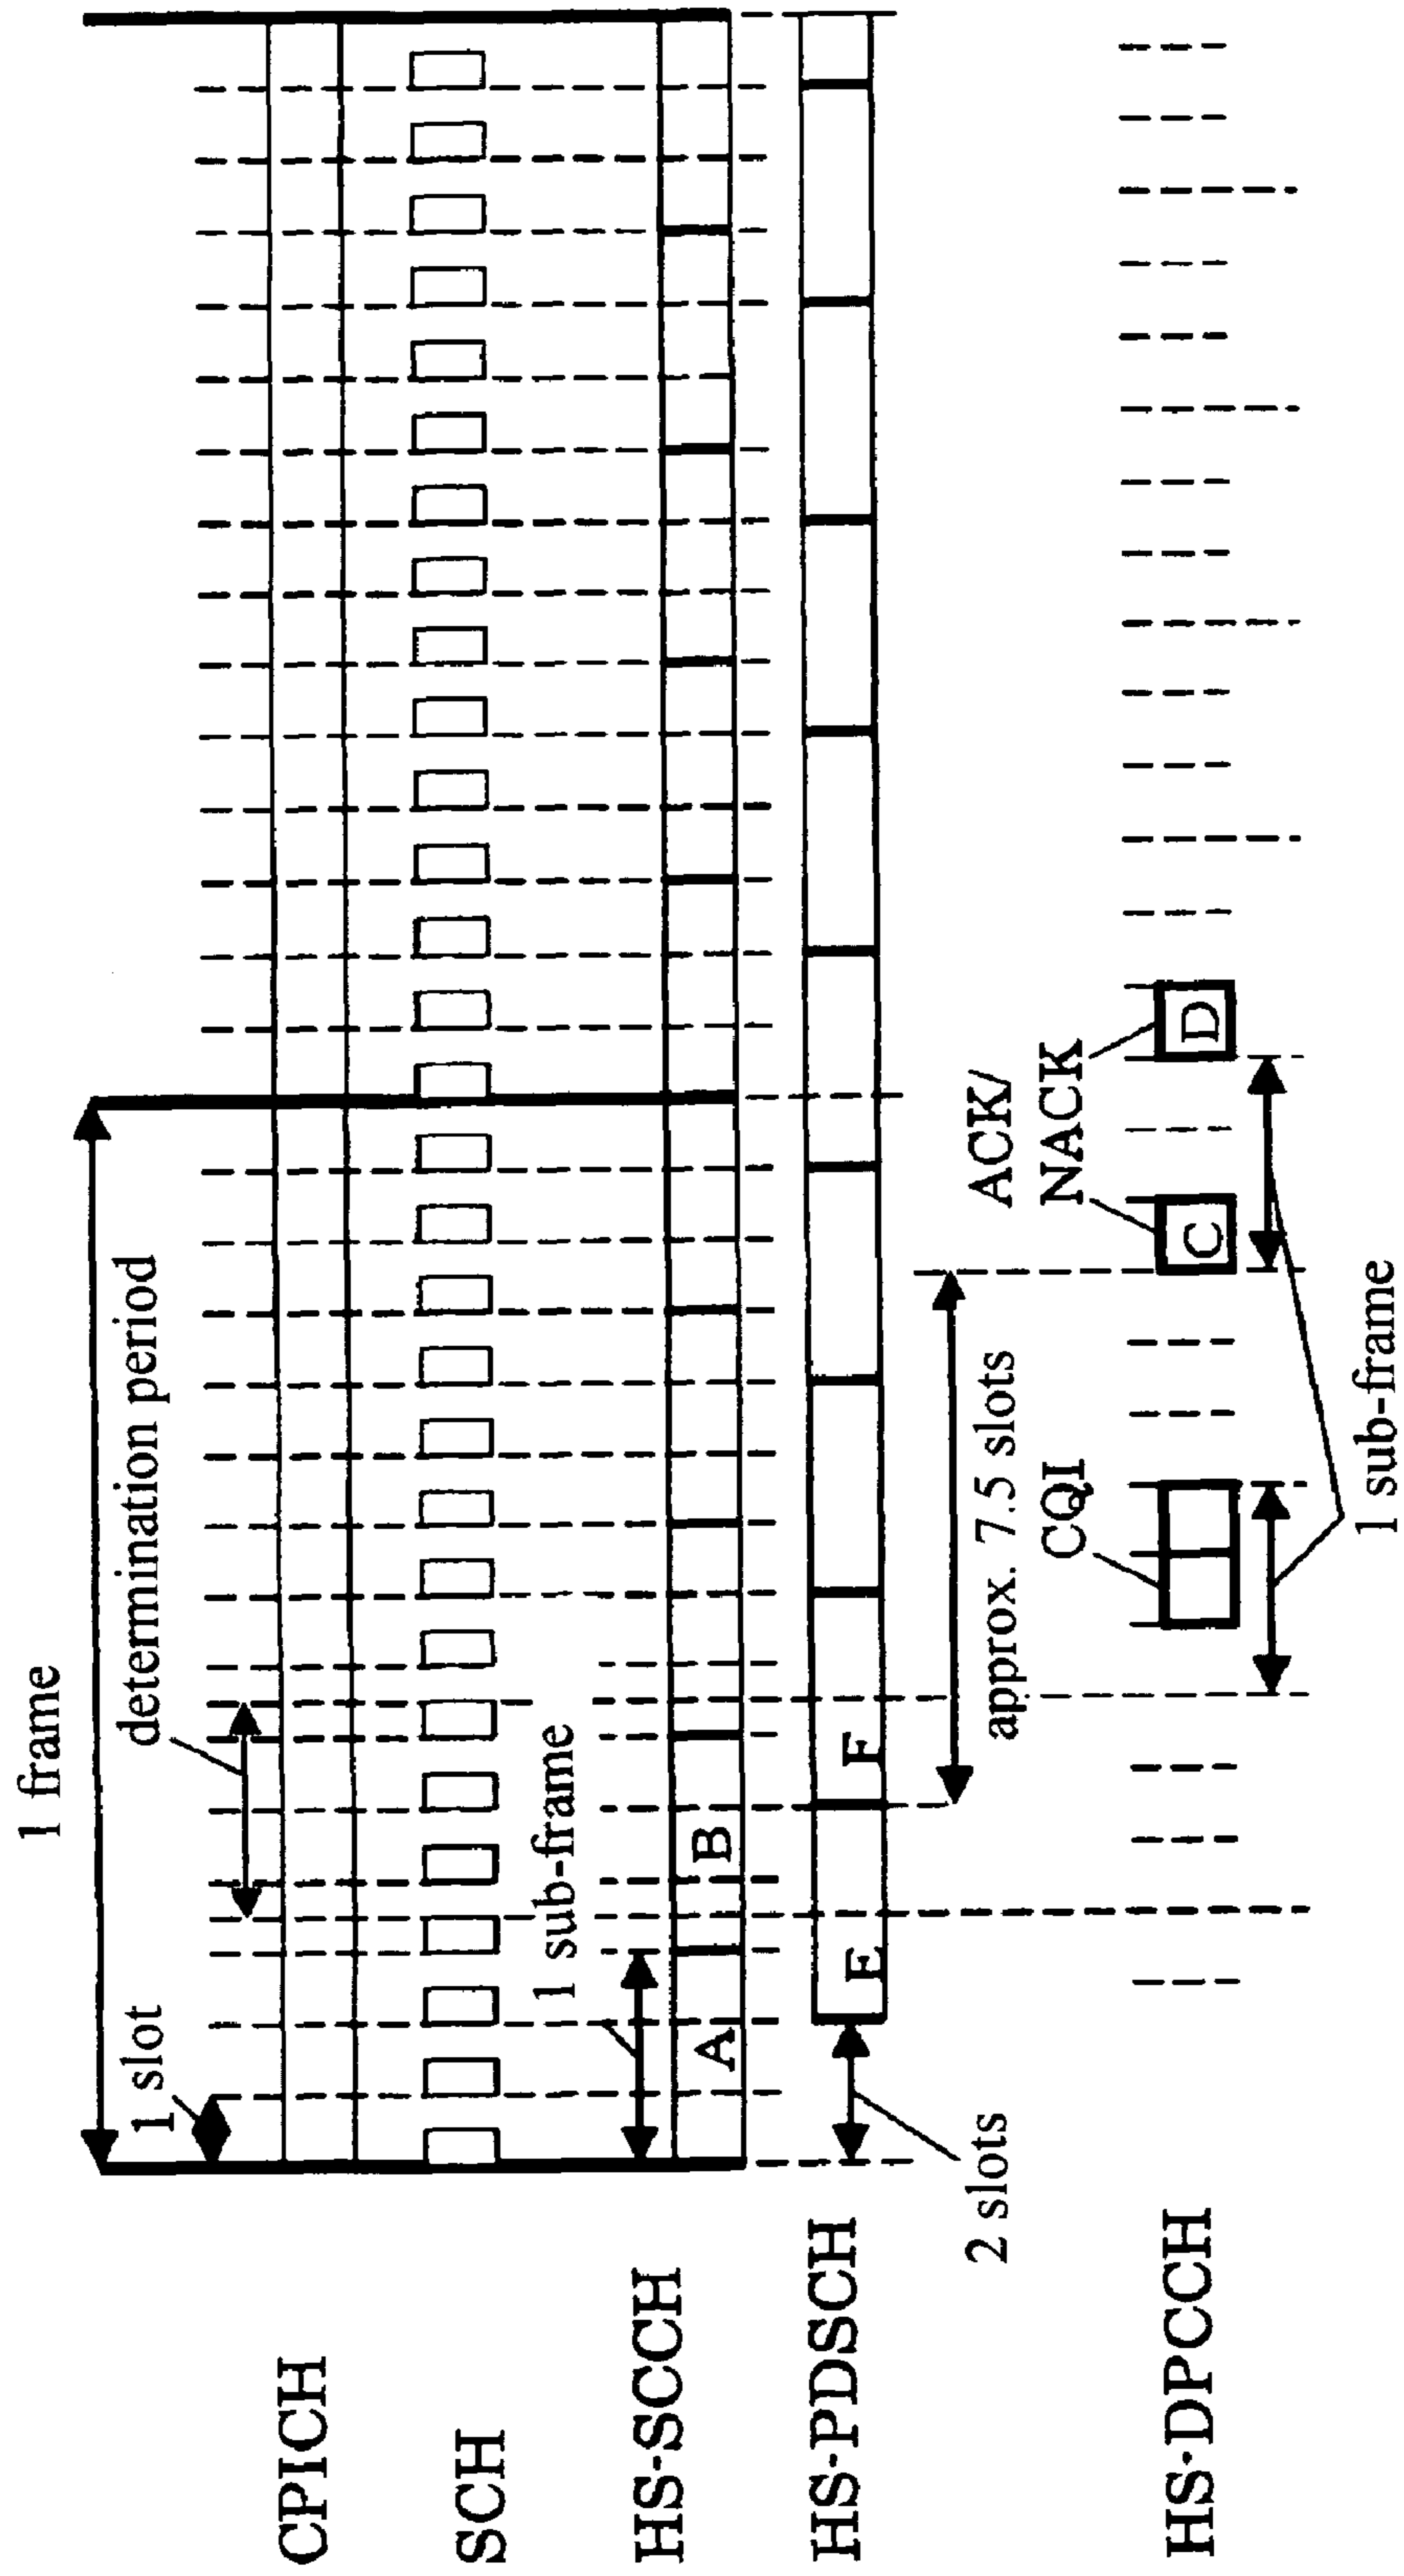 1 frame
1 slot
determination period
CPICH
SCH
1 sub-frame
HS-SCCH
A
B
HS-PDSCH
E
F
2 slots
approx. 7.5 slots
ACK/
NACK
CQI
HS-DPCCH
C
D
1 sub-frame